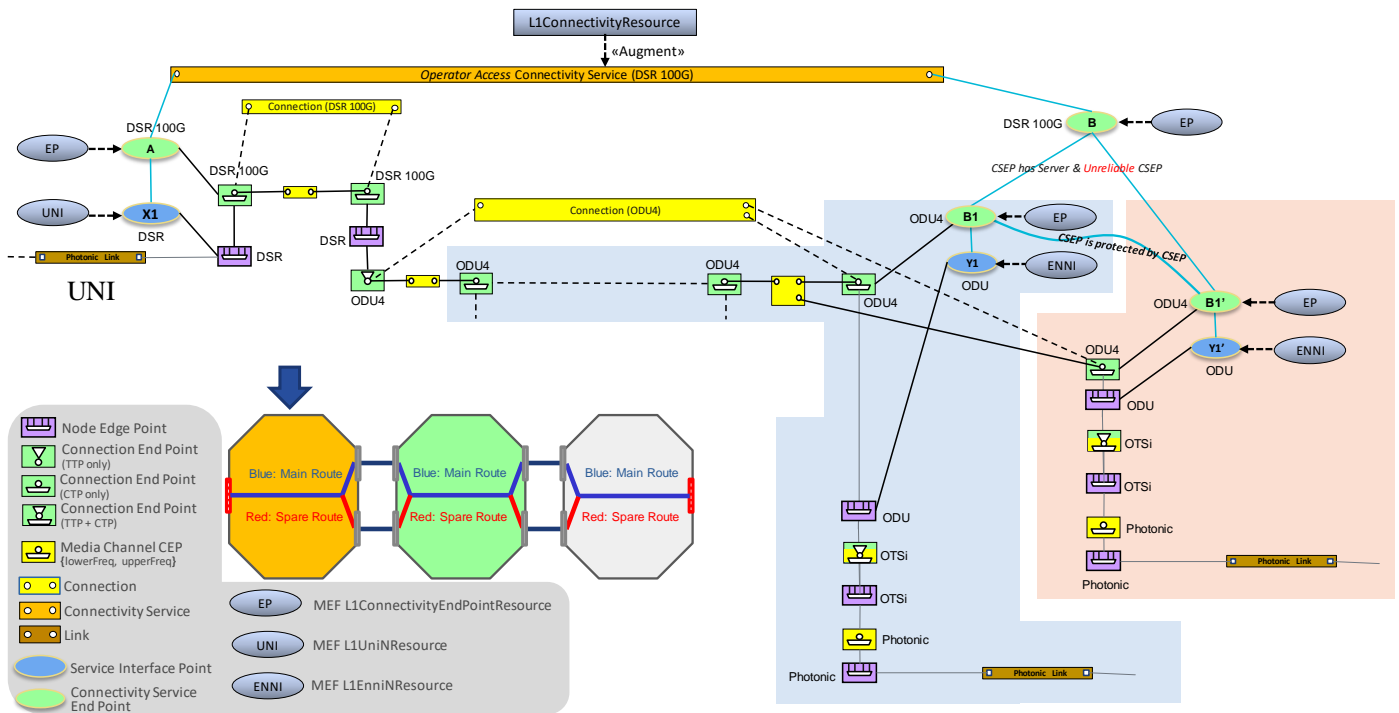 L1ConnectivityResource
«Augment»
Operator Access Connectivity Service (DSR 100G)
Connection (DSR 100G)
DSR 100G
EP
A
DSR 100G
DSR 100G
UNI
X1
DSR
DSR
Photonic Link
UNI
DSR
ODU4
Connection (ODU4)
ODU4
ODU4
ODU4
DSR 100G
B
EP
CSEP has Server & Unreliable CSEP
ODU4
B1
EP
CSEP is protected by CSEP
Y1
ENNI
ODU
ODU4
B1'
EP
Y1'
ENNI
ODU
ODU4
ODU
OTSi
OTSi
Photonic
Photonic
Photonic Link
ODU
OTSi
OTSi
Photonic
Photonic
Photonic Link
Blue: Main Route
Red: Spare Route
Blue: Main Route
Red: Spare Route
Blue: Main Route
Red: Spare Route
Node Edge Point
Connection End Point
(TTP only)
Connection End Point
(CTP only)
Connection End Point
(TTP + CTP)
Media Channel CEP
{lowerFreq, upperFreq}
Connection
Connectivity Service
Link
Service Interface Point
Connectivity Service
End Point
EP
MEF L1ConnectivityEndPointResource
UNI
MEF L1UniNResource
ENNI
MEF L1EnniNResource